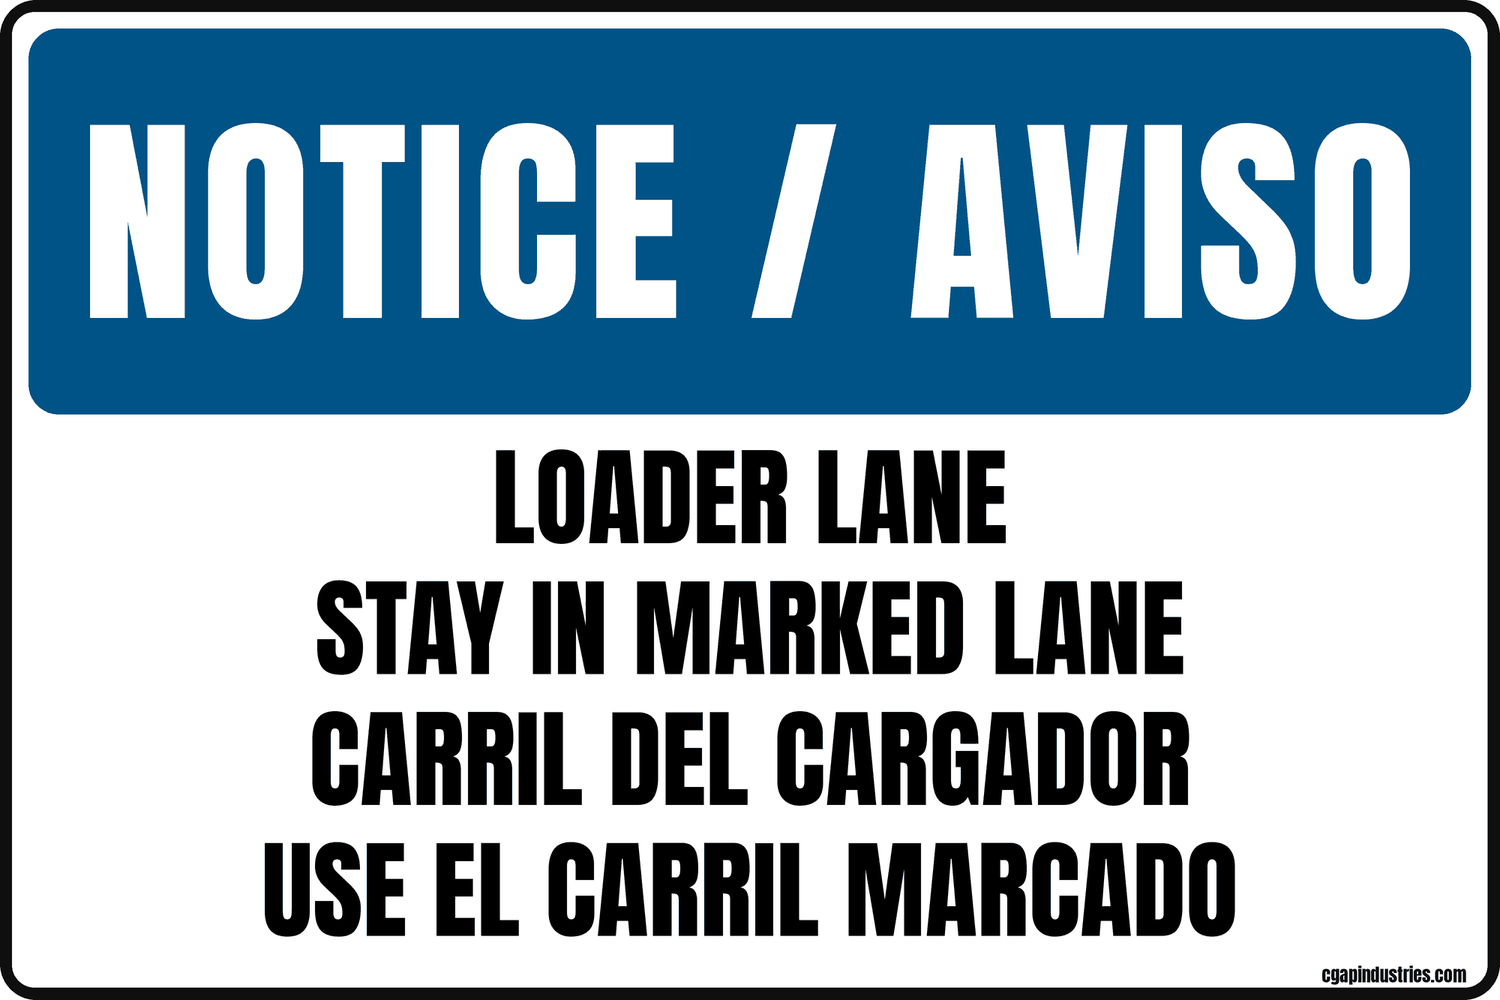 NOTICE / AVISO
LOADER LANE
STAY IN MARKED LANE
CARRIL DEL CARGADOR
USE EL CARRIL MARCADO
cgapindustries.com